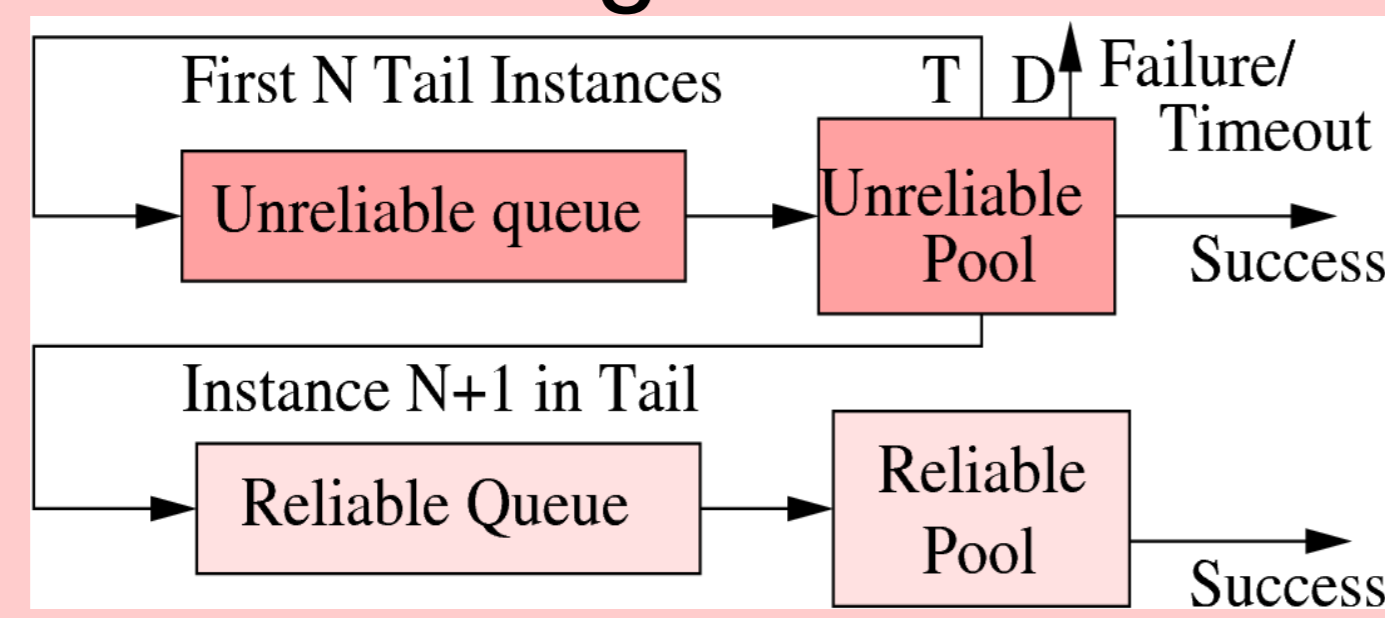 First N Tail Instances
T D Failure/
Timeout
Unreliable queue
Unreliable
Pool
Success
Instance N+1 in Tail
Reliable Queue
Reliable
Pool
Success